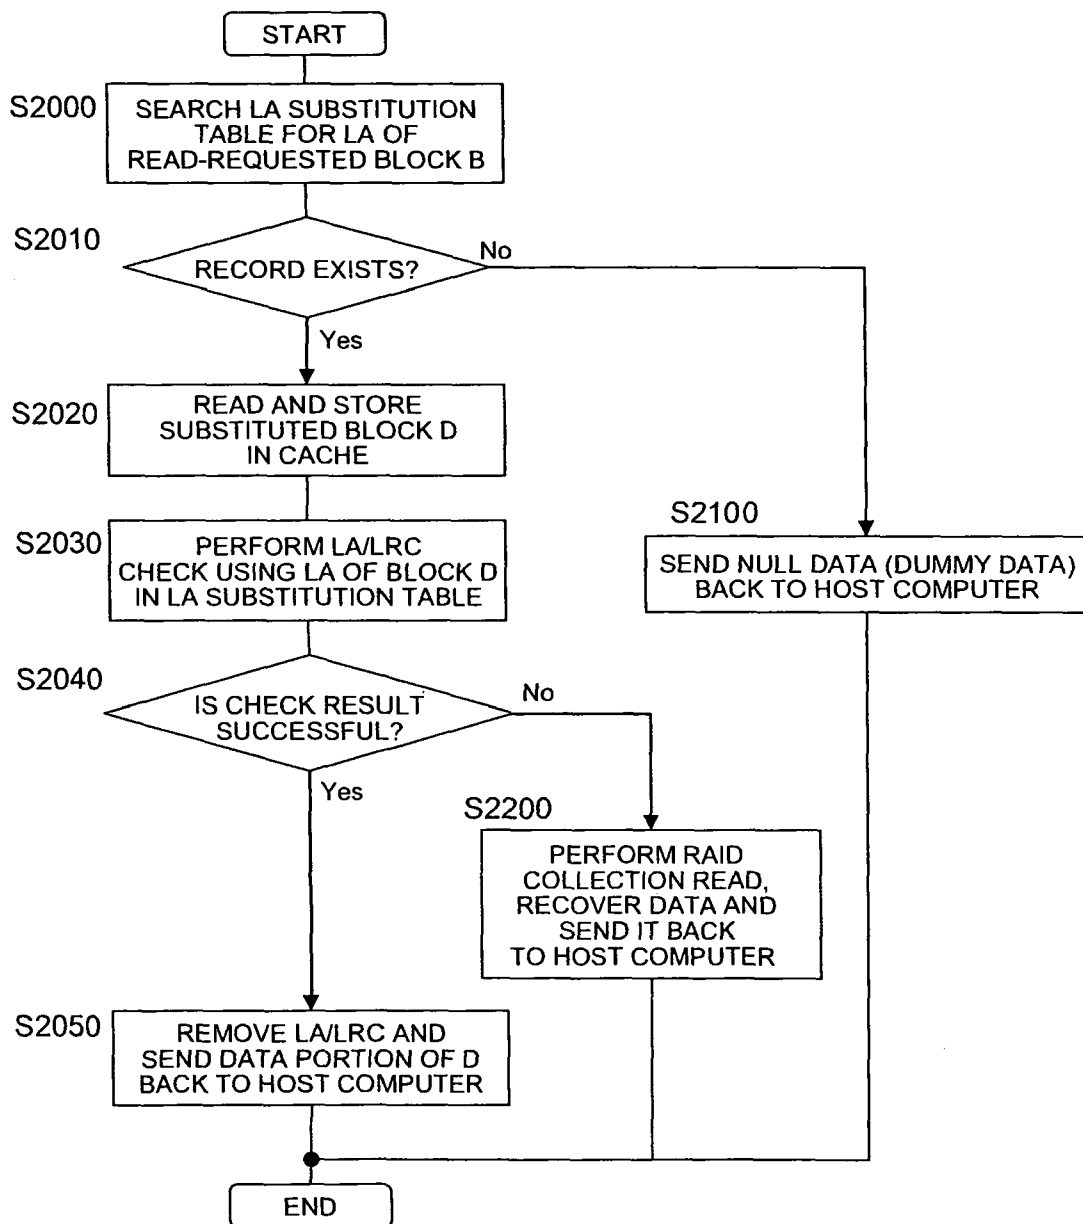 START
S2000
SEARCH LA SUBSTITUTION
TABLE FOR LA OF
READ-REQUESTED BLOCK B
S2010
RECORD EXISTS?
No
Yes
S2020
READ AND STORE
SUBSTITUTED BLOCK D
IN CACHE
S2030
PERFORM LA/LRC
CHECK USING LA OF BLOCK D
IN LA SUBSTITUTION TABLE
S2100
SEND NULL DATA (DUMMY DATA)
BACK TO HOST COMPUTER
S2040
IS CHECK RESULT
SUCCESSFUL?
No
Yes
S2200
PERFORM RAID
COLLECTION READ,
RECOVER DATA AND
SEND IT BACK
TO HOST COMPUTER
S2050
REMOVE LA/LRC AND
SEND DATA PORTION OF D
BACK TO HOST COMPUTER
END